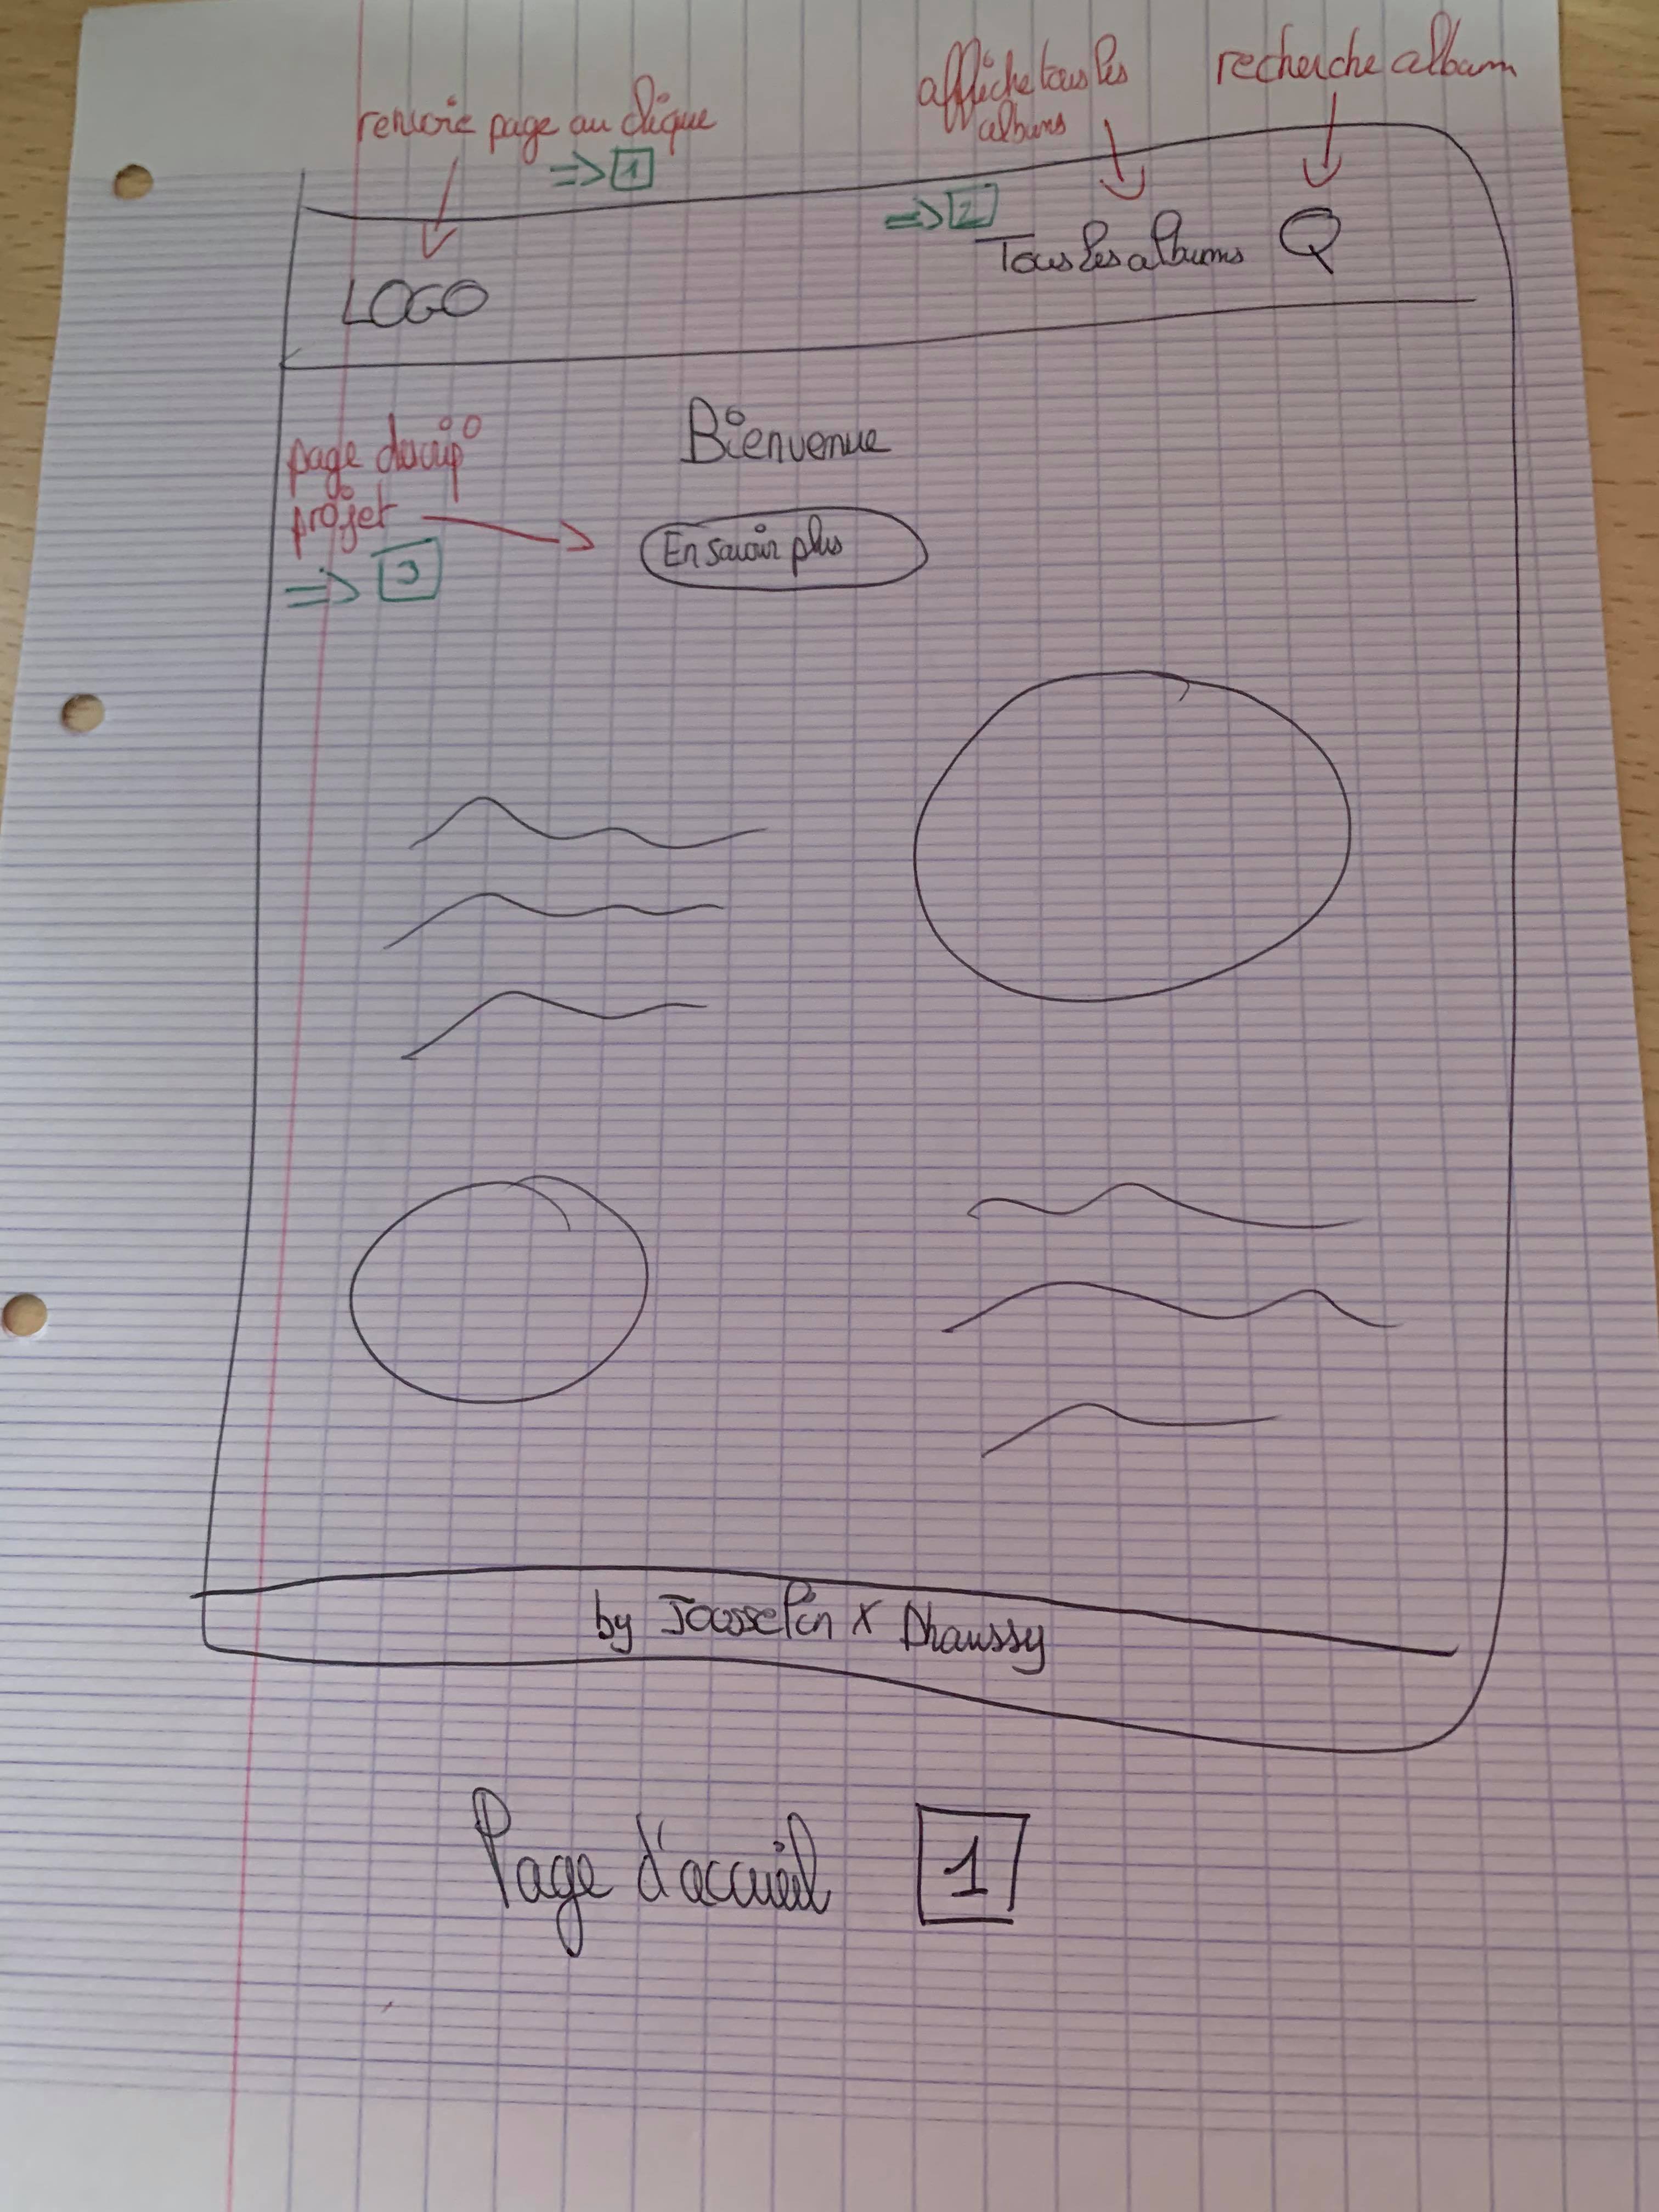 renvoie page au clique
=> 1
affiche tous les
albums
recherche album
=> 2
LOGO
Tous les albums
Bienvenue
page descrip°
projet
=> 3
En savoir plus
by Josselin x Dhaussy
Page d'accueil 1